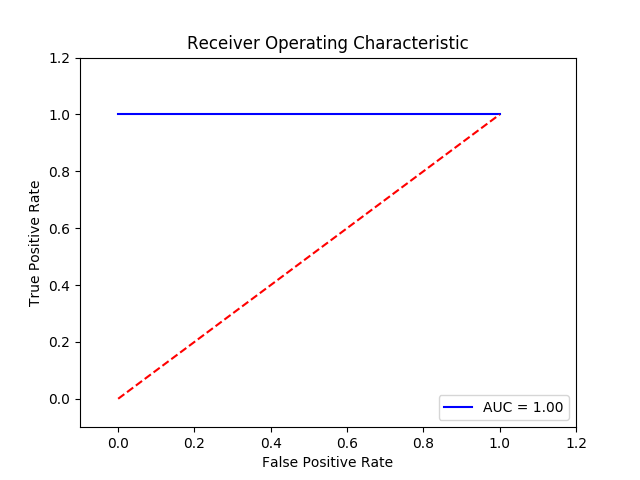 Receiver Operating Characteristic
1.2
1.0
0.8
0.6
0.4
0.2
0.0
True Positive Rate
AUC = 1.00
0.0 0.2 0.4 0.6 0.8 1.0 1.2
False Positive Rate